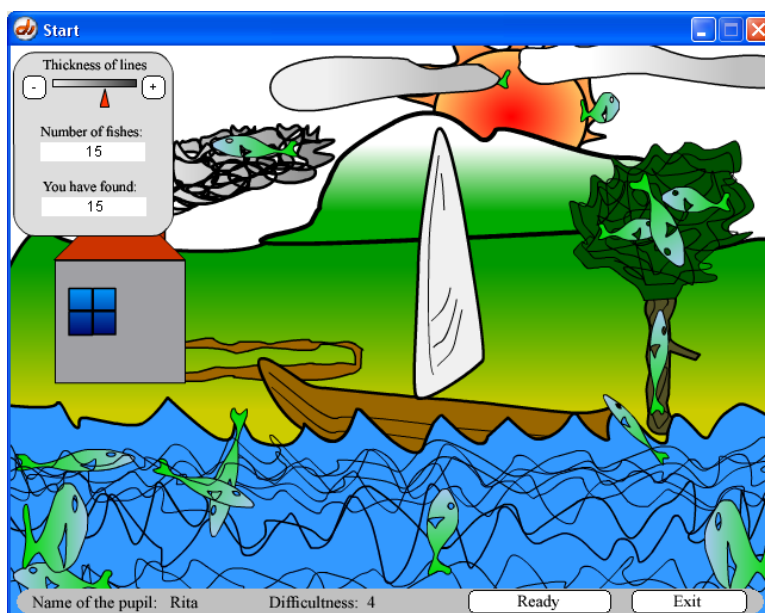 Start
Thickness of lines
- +
Number of fishes:
15
You have found:
15
Name of the pupil: Rita Difficultness: 4 Ready Exit